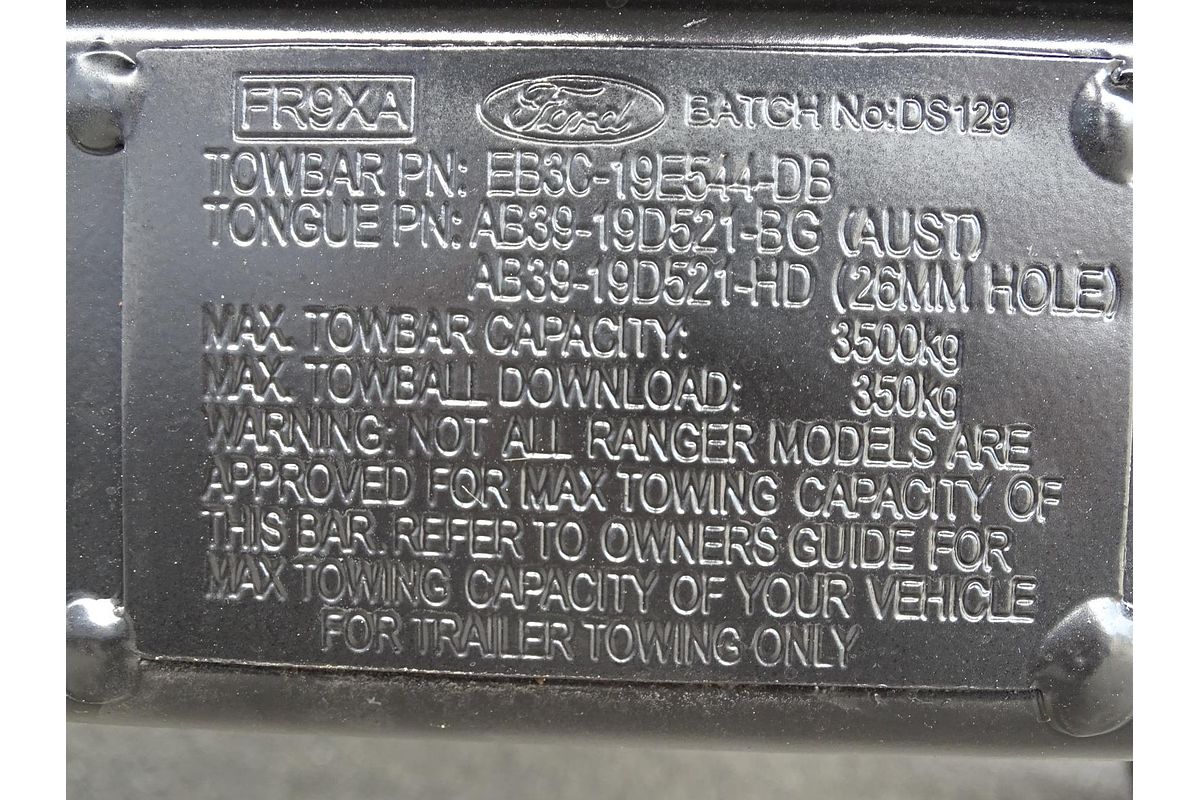 FR9XA Ford BATCH No:DS129
TOWBAR PN: EB3C-19E544-DB
TONGUE PN: AB39-19D521-BG (AUST)
AB39-19D521-HD (26MM HOLE)
MAX. TOWBAR CAPACITY: 3500kg
MAX. TOWBALL DOWNLOAD: 350kg
WARNING: NOT ALL RANGER MODELS ARE
APPROVED FOR MAX TOWING CAPACITY OF
THIS BAR. REFER TO OWNERS GUIDE FOR
MAX TOWING CAPACITY OF YOUR VEHICLE
FOR TRAILER TOWING ONLY